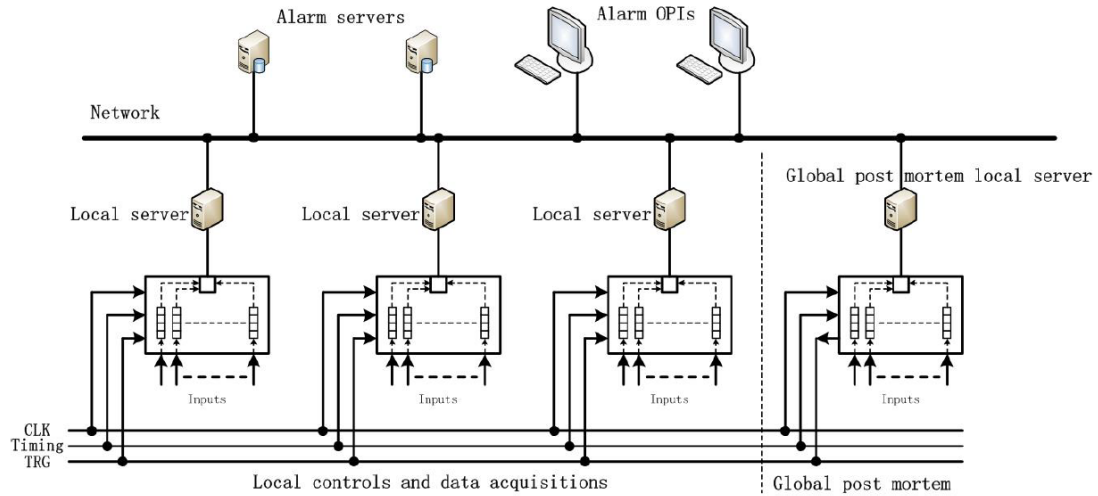 Alarm servers
Alarm OPIs
Network
Global post mortem local server
Local server
Local server
Local server
Inputs
Inputs
Inputs
Inputs
CLK
Timing
TRG
Local controls and data acquisitions
Global post mortem